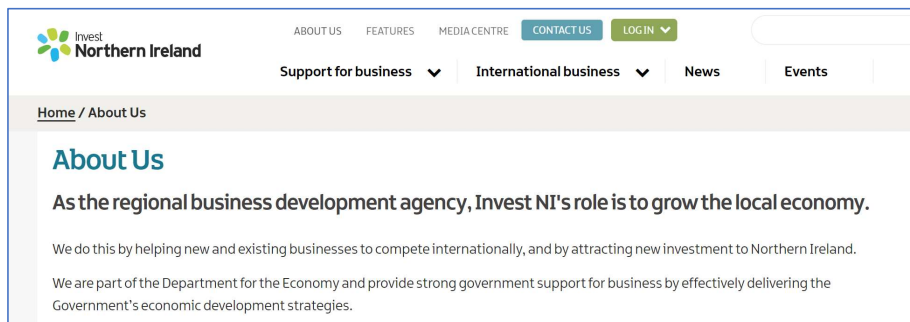 Invest
Northern Ireland
ABOUT US FEATURES MEDIA CENTRE CONTACT US LOG IN
Support for business International business News Events
Home / About Us
About Us
As the regional business development agency, Invest NI's role is to grow the local economy.
We do this by helping new and existing businesses to compete internationally, and by attracting new investment to Northern Ireland.
We are part of the Department for the Economy and provide strong government support for business by effectively delivering the
Government’s economic development strategies.